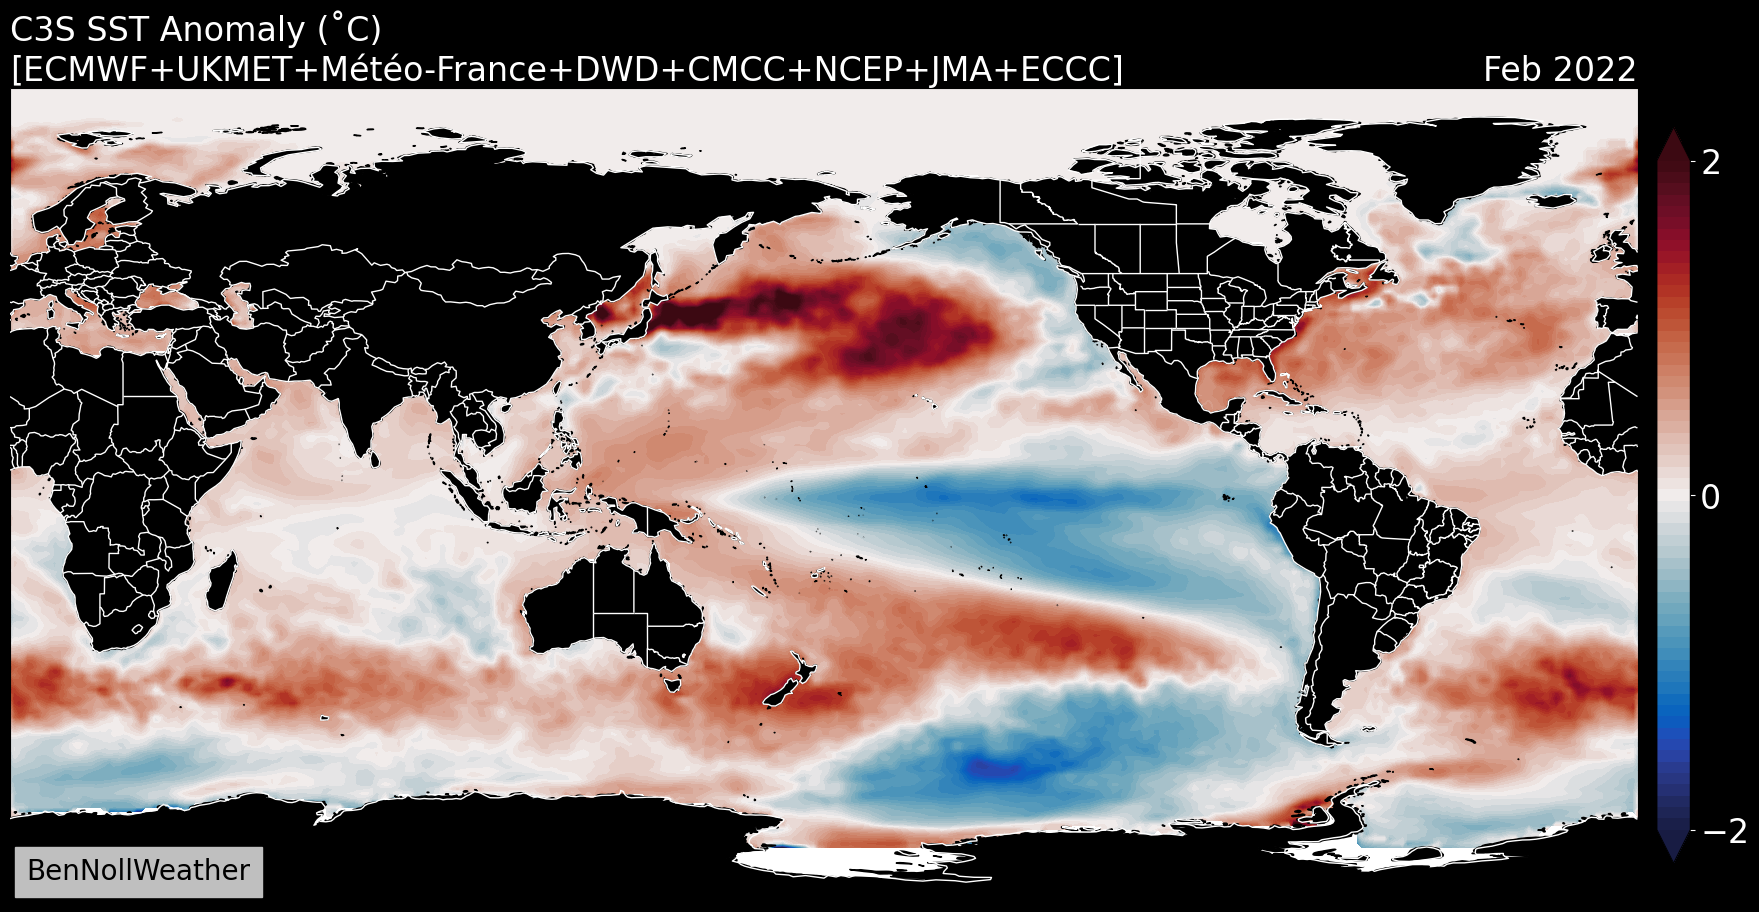 C3S SST Anomaly (˚C)
[ECMWF+UKMET+Météo-France+DWD+CMCC+NCEP+JMA+ECCC]
Feb 2022
2
0
−2
BenNollWeather